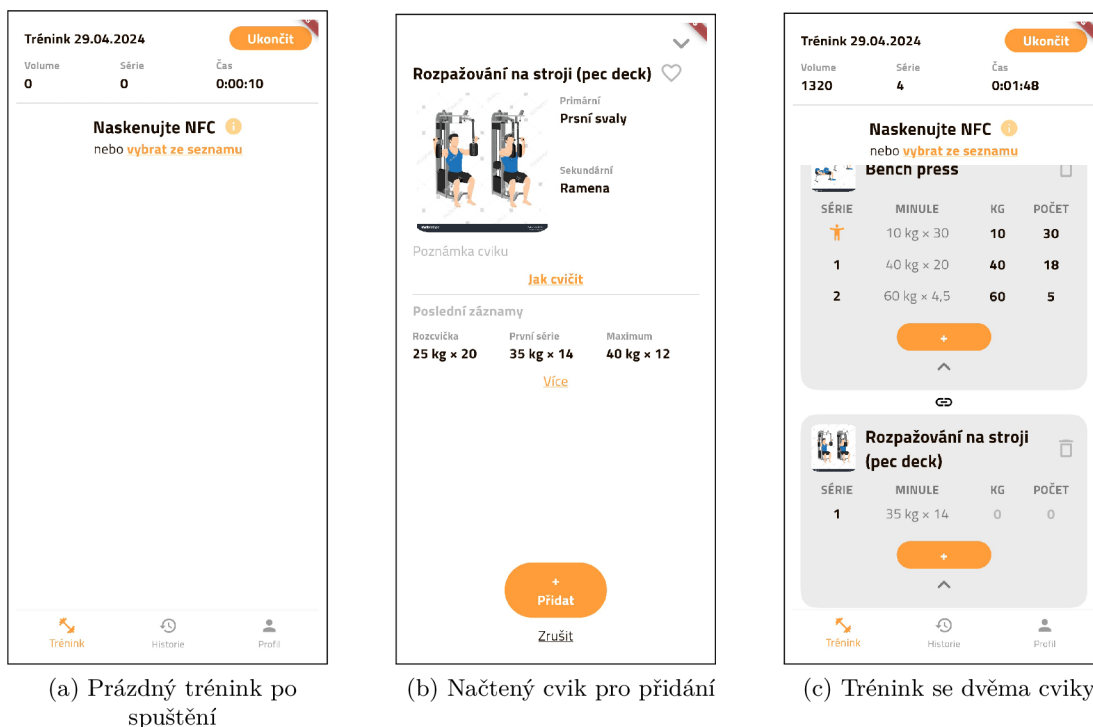 Trénink 29.04.2024
Ukončit
Volume Série Čas
0 0 0:00:10
Naskenujte NFC
nebo vybrat ze seznamu
Trénink Historie Profil
(a) Prázdný trénink po
spuštění
Rozpažování na stroji (pec deck)
Primární
Prsní svaly
Sekundární
Ramena
Poznámka cviku
Jak cvičit
Poslední záznamy
Rozcvička První série Maximum
25 kg × 20 35 kg × 14 40 kg × 12
Více
+
Přidat
Zrušit
(b) Načtený cvik pro přidání
Trénink 29.04.2024
Ukončit
Volume Série Čas
1320 4 0:01:48
Naskenujte NFC
nebo vybrat ze seznamu
Bench press
SÉRIE MINULE KG POČET
10 kg × 30 10 30
1 40 kg × 20 40 18
2 60 kg × 4,5 60 5
+
Rozpažování na stroji
(pec deck)
SÉRIE MINULE KG POČET
1 35 kg × 14 0 0
+
Trénink Historie Profil
(c) Trénink se dvěma cviky